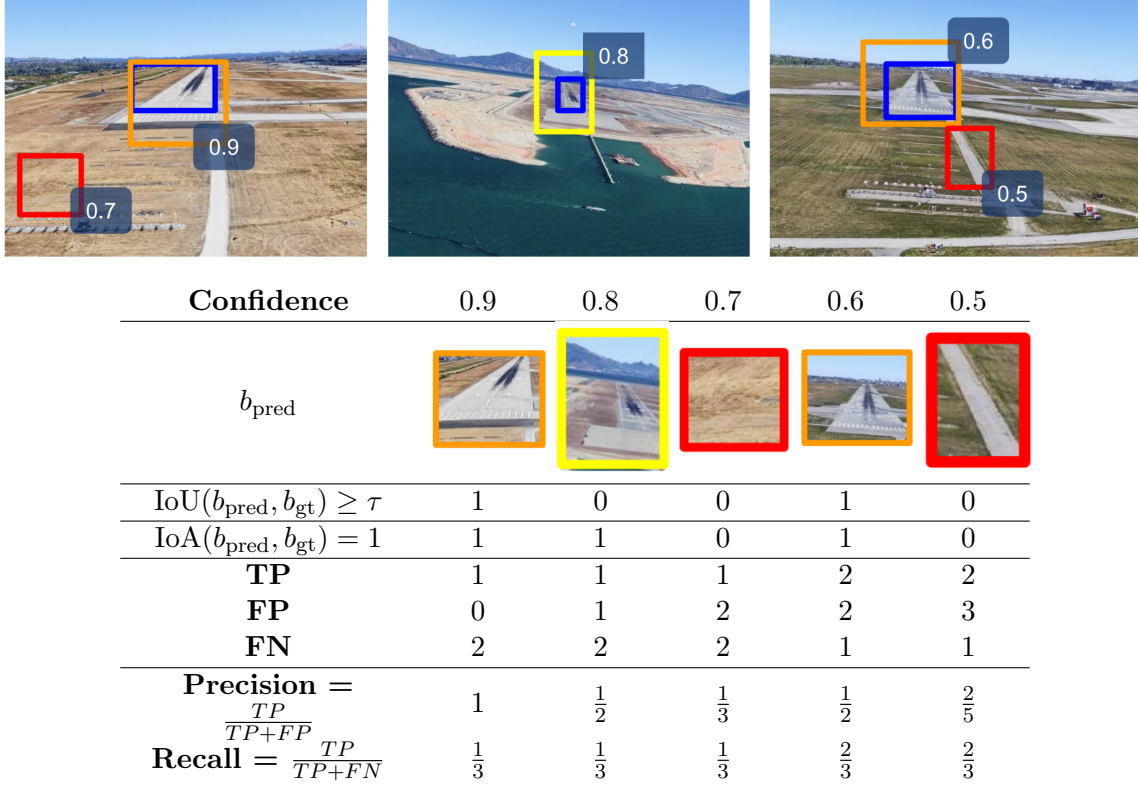 0.9
0.7
0.8
0.6
0.5
Confidence 0.9 0.8 0.7 0.6 0.5
b_pred
IoU(b_pred, b_gt) ≥ τ 1 0 0 1 0
IoA(b_pred, b_gt) = 1 1 1 0 1 0
TP 1 1 1 2 2
FP 0 1 2 2 3
FN 2 2 2 1 1
Precision = TP/(TP+FP) 1 1/2 1/3 1/2 2/5
Recall = TP/(TP+FN) 1/3 1/3 1/3 2/3 2/3